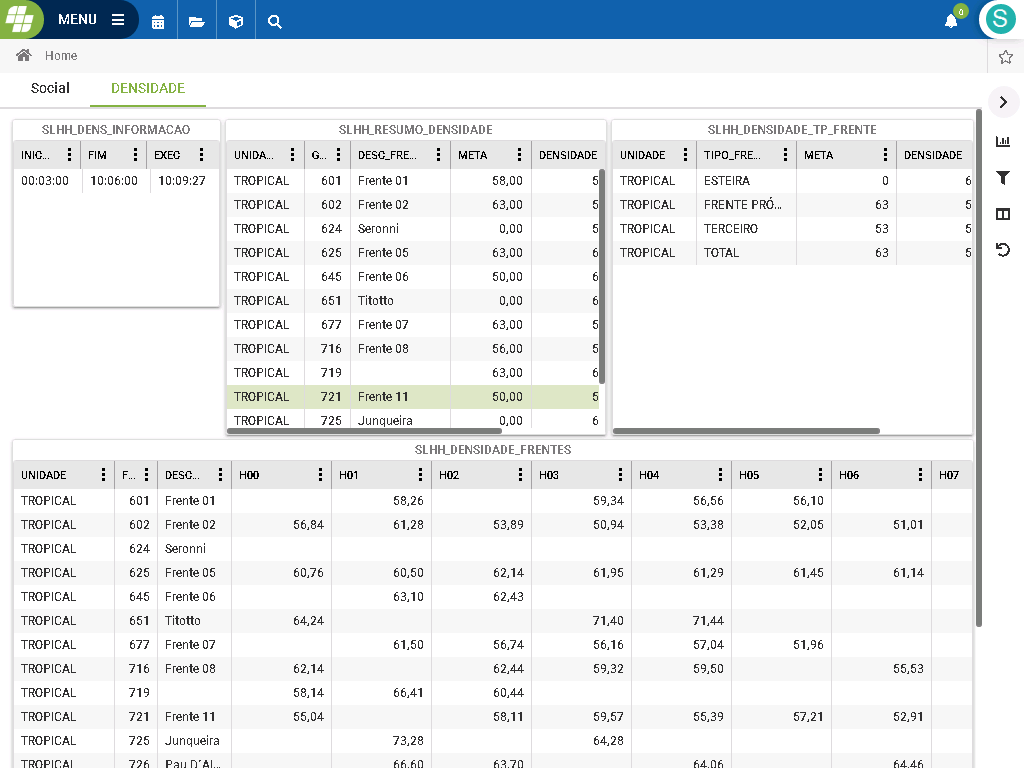 MENU
0
S
Home
Social DENSIDADE
SLHH_DENS_INFORMACAO
INIC... FIM EXEC
00:03:00 10:06:00 10:09:27
SLHH_RESUMO_DENSIDADE
UNIDA... G... DESC_FRE... META DENSIDADE
TROPICAL 601 Frente 01 58,00 5
TROPICAL 602 Frente 02 63,00 5
TROPICAL 624 Seronni 0,00 5
TROPICAL 625 Frente 05 63,00 6
TROPICAL 645 Frente 06 50,00 6
TROPICAL 651 Titotto 0,00 6
TROPICAL 677 Frente 07 63,00 5
TROPICAL 716 Frente 08 56,00 5
TROPICAL 719 63,00 6
TROPICAL 721 Frente 11 50,00 5
TROPICAL 725 Junqueira 0,00 6
SLHH_DENSIDADE_TP_FRENTE
UNIDADE TIPO_FRE... META DENSIDADE
TROPICAL ESTEIRA 0 6
TROPICAL FRENTE PRÓ... 63 5
TROPICAL TERCEIRO 53 5
TROPICAL TOTAL 63 5
SLHH_DENSIDADE_FRENTES
UNIDADE F... DESC... H00 H01 H02 H03 H04 H05 H06 H07
TROPICAL 601 Frente 01 58,26 59,34 56,56 56,10
TROPICAL 602 Frente 02 56,84 61,28 53,89 50,94 53,38 52,05 51,01
TROPICAL 624 Seronni
TROPICAL 625 Frente 05 60,76 60,50 62,14 61,95 61,29 61,45 61,14
TROPICAL 645 Frente 06 63,10 62,43
TROPICAL 651 Titotto 64,24 71,40 71,44
TROPICAL 677 Frente 07 61,50 56,74 56,16 57,04 51,96
TROPICAL 716 Frente 08 62,14 62,44 59,32 59,50 55,53
TROPICAL 719 58,14 66,41 60,44
TROPICAL 721 Frente 11 55,04 58,11 59,57 55,39 57,21 52,91
TROPICAL 725 Junqueira 73,28 64,28
TROPICAL 726 Pau D´Al... 66,60 63,70 64,06 64,46